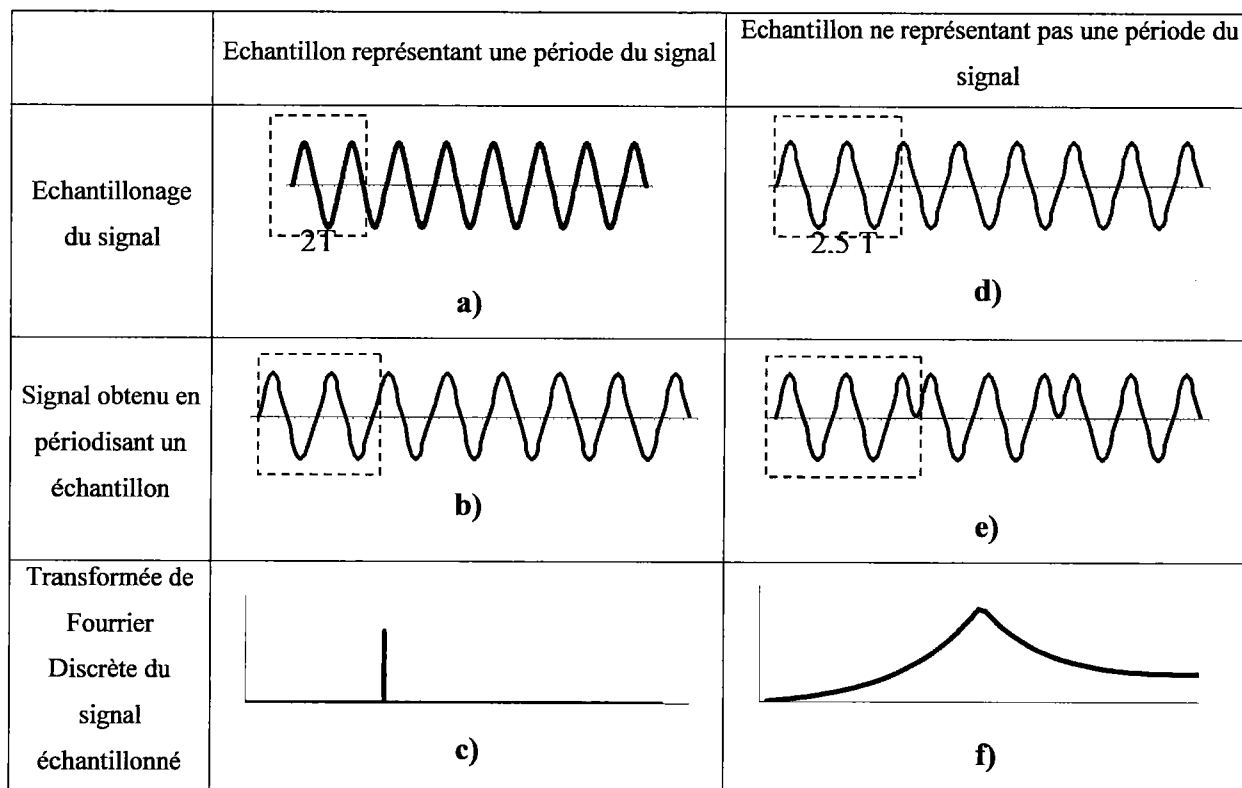 Echantillon représentant une période du signal
Echantillon ne représentant pas une période du
signal
Echantillonage
du signal
2T
a)
2.5 T
d)
Signal obtenu en
périodisant un
échantillon
b)
e)
Transformée de
Fourrier
Discrète du
signal
échantillonné
c)
f)